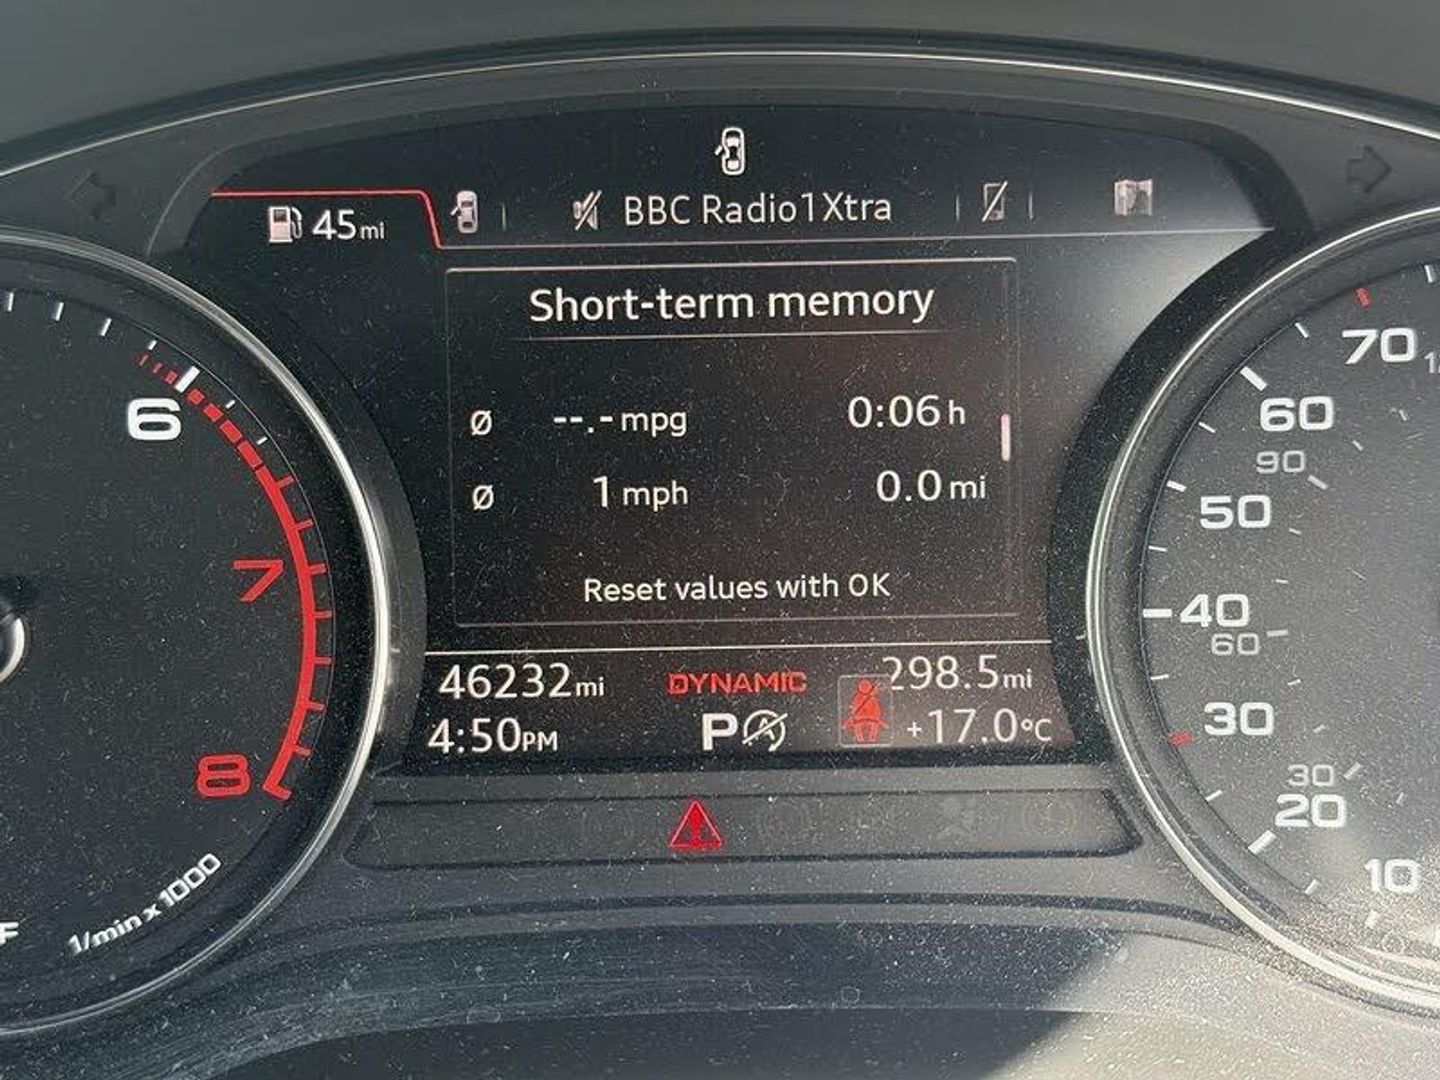 45mi
BBC Radio1Xtra
Short-term memory
Ø --.-mpg 0:06h
Ø 1mph 0.0mi
Reset values with OK
46232mi DYNAMIC 298.5mi
4:50PM P A +17.0°C
6
7
8
1/min x 1000
F
70
60
90
50
40
60
30
30
20
10